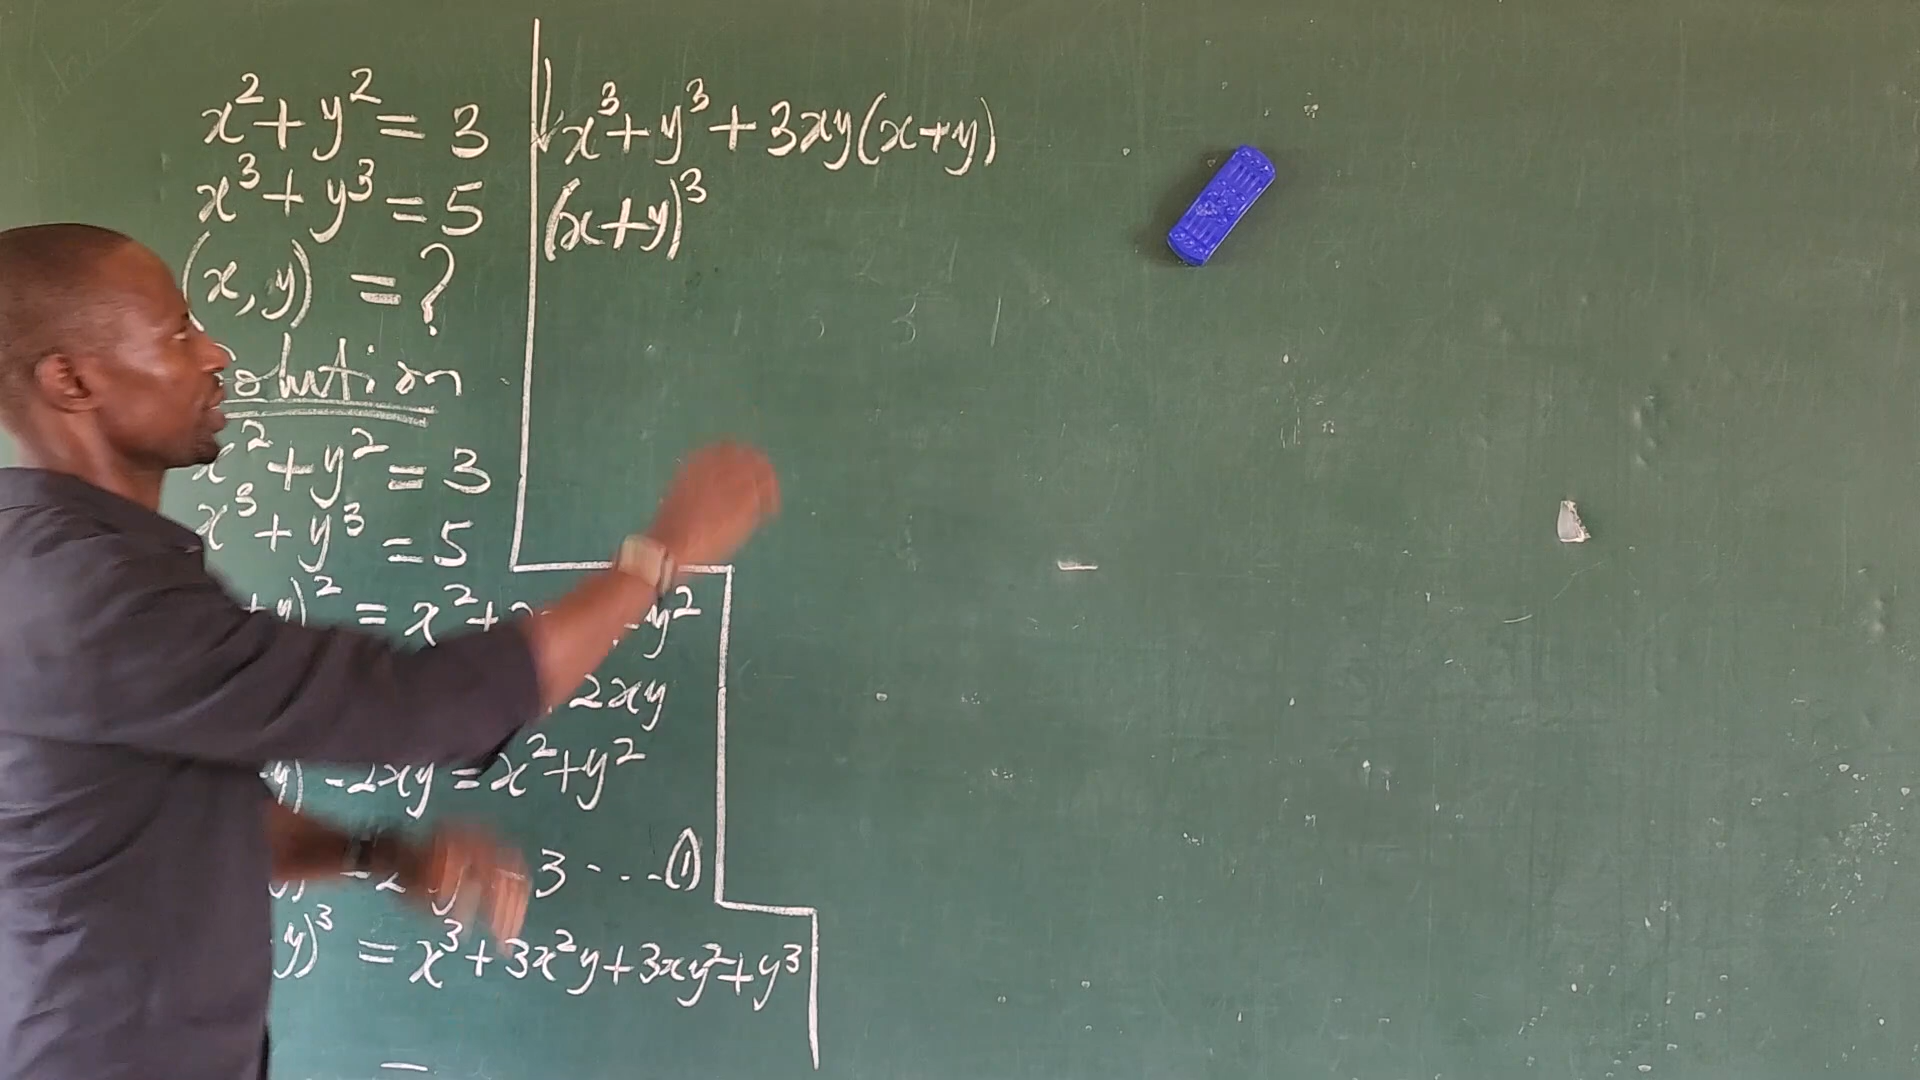 x² + y² = 3
x³ + y³ = 5
(x, y) = ?
Solution
x² + y² = 3
x³ + y³ = 5
+ y)² = x² + y²
2xy
y) - 2xy = x² + y²
3 - - - ①
y)³ = x³ + 3x²y + 3xy² + y³
x³ + y³ + 3xy(x + y)
(x + y)³